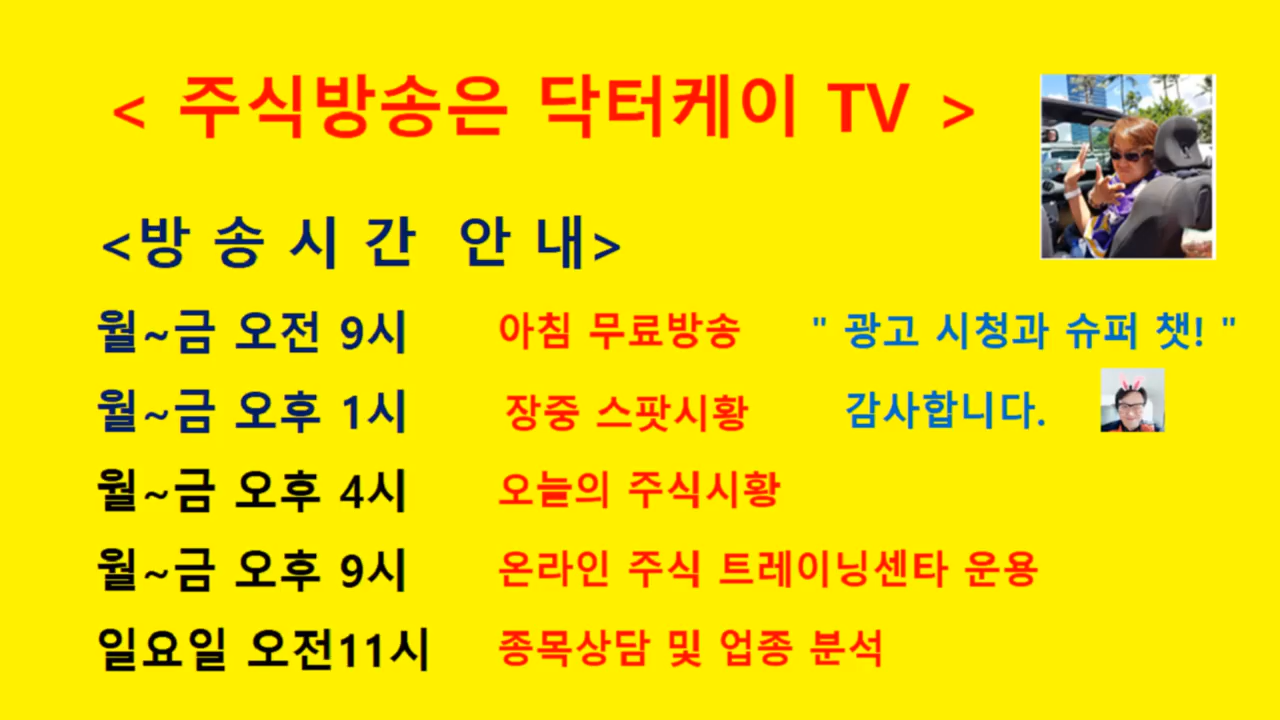 < 주식방송은 닥터케이 TV >
<방 송 시 간 안 내>
월~금 오전 9시 아침 무료방송 " 광고 시청과 슈퍼 챗! "
월~금 오후 1시 장중 스팟시황 감사합니다.
월~금 오후 4시 오늘의 주식시황
월~금 오후 9시 온라인 주식 트레이닝센타 운용
일요일 오전11시 종목상담 및 업종 분석